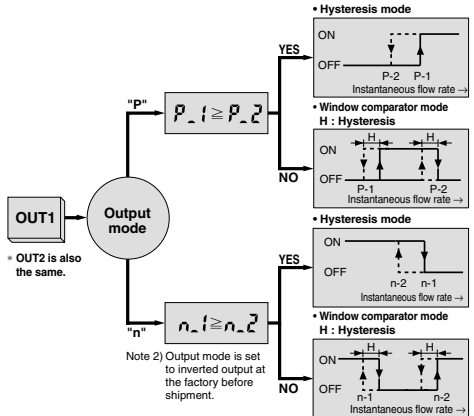 • Hysteresis mode
ON
OFF
P-2 P-1
Instantaneous flow rate →
YES
"P"
P_1 ≧ P_2
NO
• Window comparator mode
H : Hysteresis
H H
ON
OFF
P-1 P-2
Instantaneous flow rate →
OUT1
Output
mode
* OUT2 is also
the same.
• Hysteresis mode
ON
OFF
n-2 n-1
Instantaneous flow rate →
YES
"n"
n_1 ≧ n_2
NO
Note 2) Output mode is set
to inverted output at
the factory before
shipment.
• Window comparator mode
H : Hysteresis
H H
ON
OFF
n-1 n-2
Instantaneous flow rate →